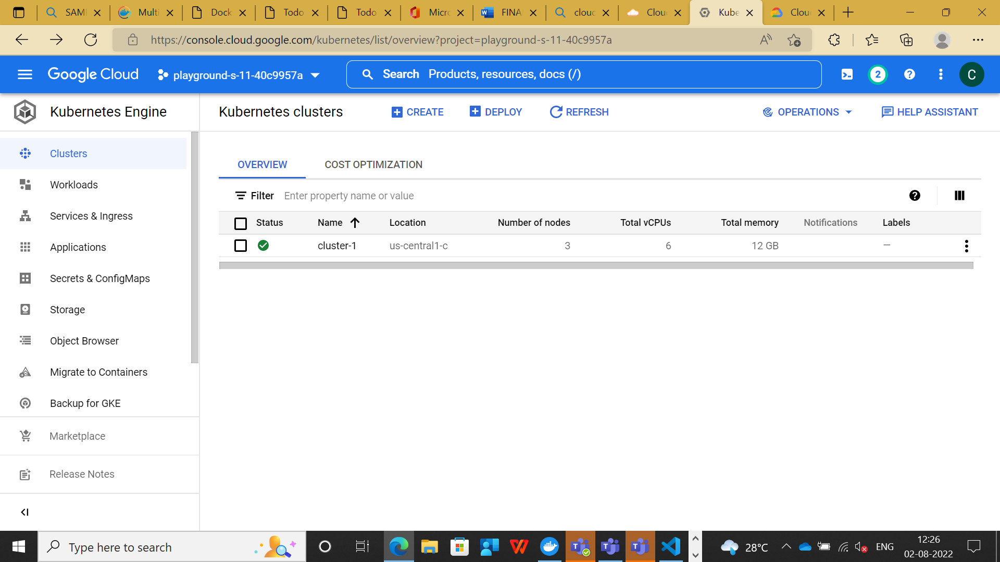 SAMI
Multi
Dock
Todo
Todo
Micro
FINA
clouc
Clou
Kube
Clou
https://console.cloud.google.com/kubernetes/list/overview?project=playground-s-11-40c9957a
Google Cloud
playground-s-11-40c9957a
Search Products, resources, docs (/)
2
C
Kubernetes Engine
Kubernetes clusters
CREATE
DEPLOY
REFRESH
OPERATIONS
HELP ASSISTANT
Clusters
Workloads
Services & Ingress
Applications
Secrets & ConfigMaps
Storage
Object Browser
Migrate to Containers
Backup for GKE
Marketplace
Release Notes
OVERVIEW
COST OPTIMIZATION
Filter Enter property name or value
Status Name Location Number of nodes Total vCPUs Total memory Notifications Labels
cluster-1 us-central1-c 3 6 12 GB —
Type here to search
28°C
ENG
12:26
02-08-2022